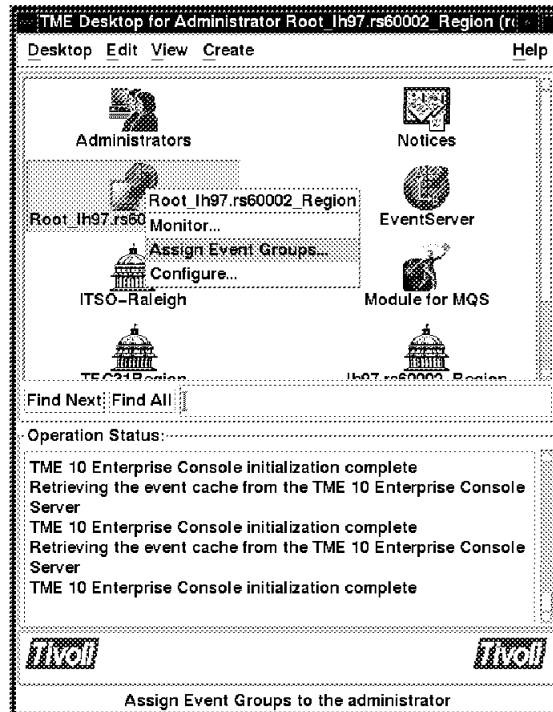 TME Desktop for Administrator Root_lh97.rs60002_Region (r
Desktop Edit View Create Help
Administrators
Notices
Root_lh97.rs60
Root_lh97.rs60002_Region
Monitor...
Assign Event Groups...
Configure...
EventServer
ITSO-Raleigh
Module for MQS
TEC31Region
lh97.rs60002_Region
Find Next Find All
Operation Status:
TME 10 Enterprise Console initialization complete
Retrieving the event cache from the TME 10 Enterprise Console
Server
TME 10 Enterprise Console initialization complete
Retrieving the event cache from the TME 10 Enterprise Console
Server
TME 10 Enterprise Console initialization complete
Tivoli Tivoli
Assign Event Groups to the administrator